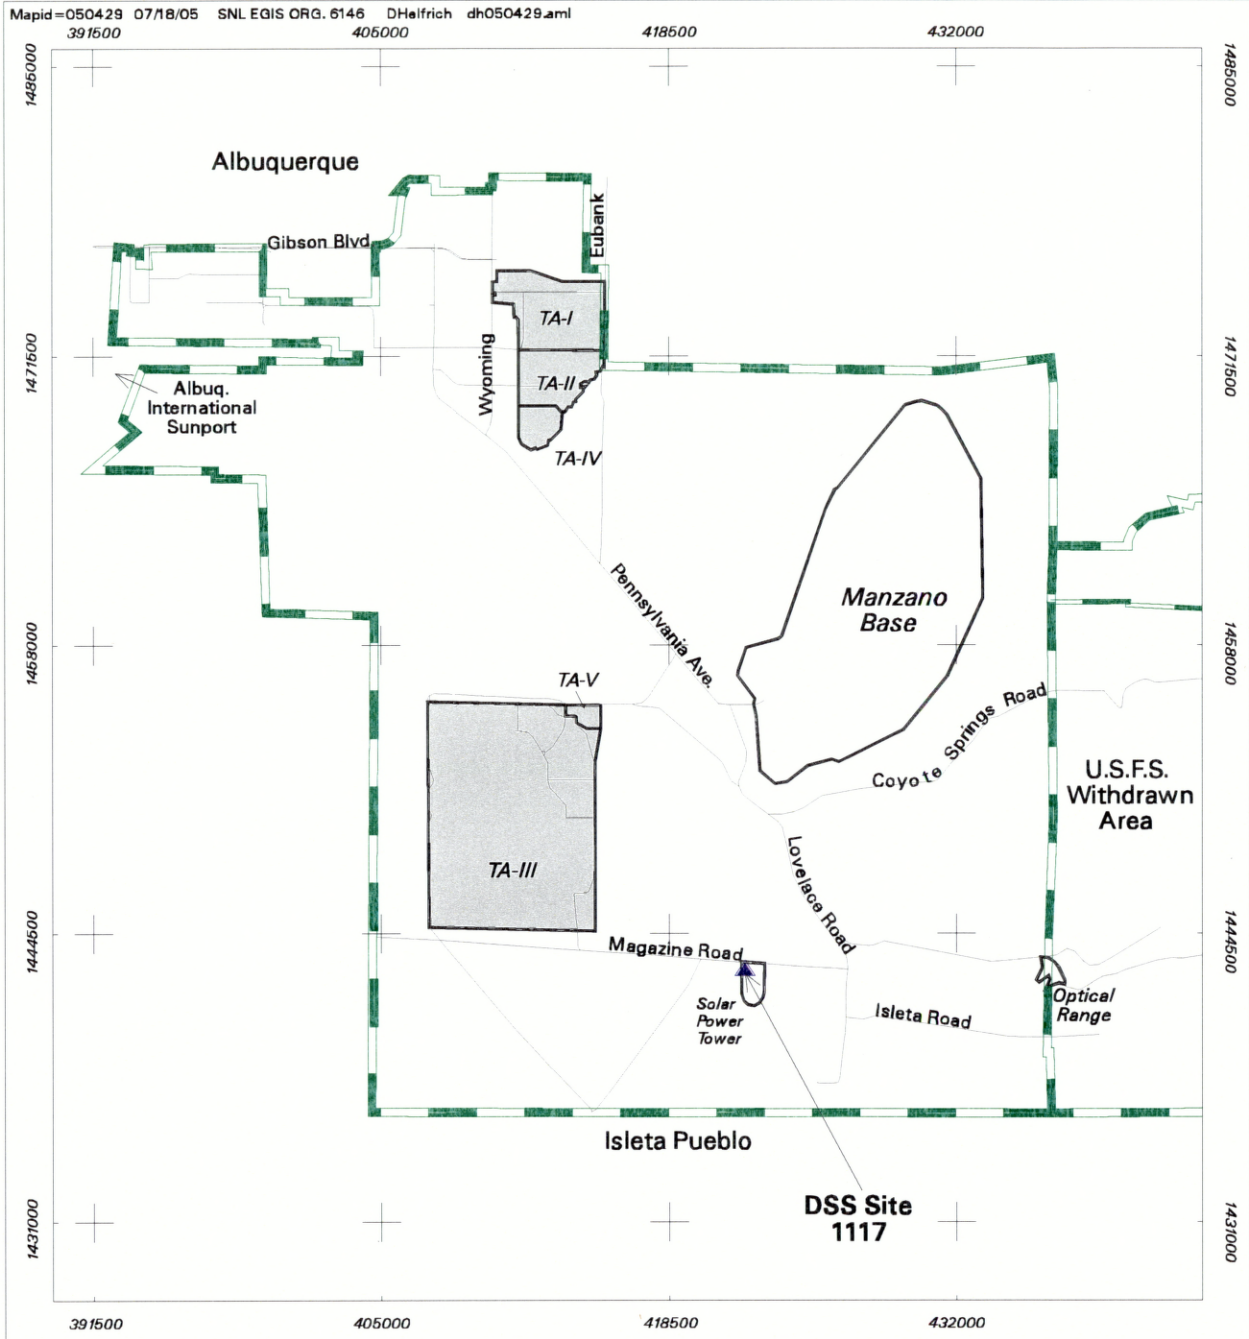 Mapid=050429 07/18/05 SNL EGIS ORG. 6146 DHelfrich dh050429.aml
391500 405000 418500 432000
1485000 1485000
Albuquerque
Eubank
Gibson Blvd
TA-I
1471500 1471500
Wyoming
TA-II
Albuq.
International
Sunport
TA-IV
Pennsylvania Ave.
Manzano
Base
1458000 1458000
TA-V
Coyote Springs Road
U.S.F.S.
Withdrawn
Area
TA-III
Lovelace Road
1444500 1444500
Magazine Road
Solar
Power
Tower
Isleta Road
Optical
Range
Isleta Pueblo
DSS Site
1117
1431000 1431000
391500 405000 418500 432000